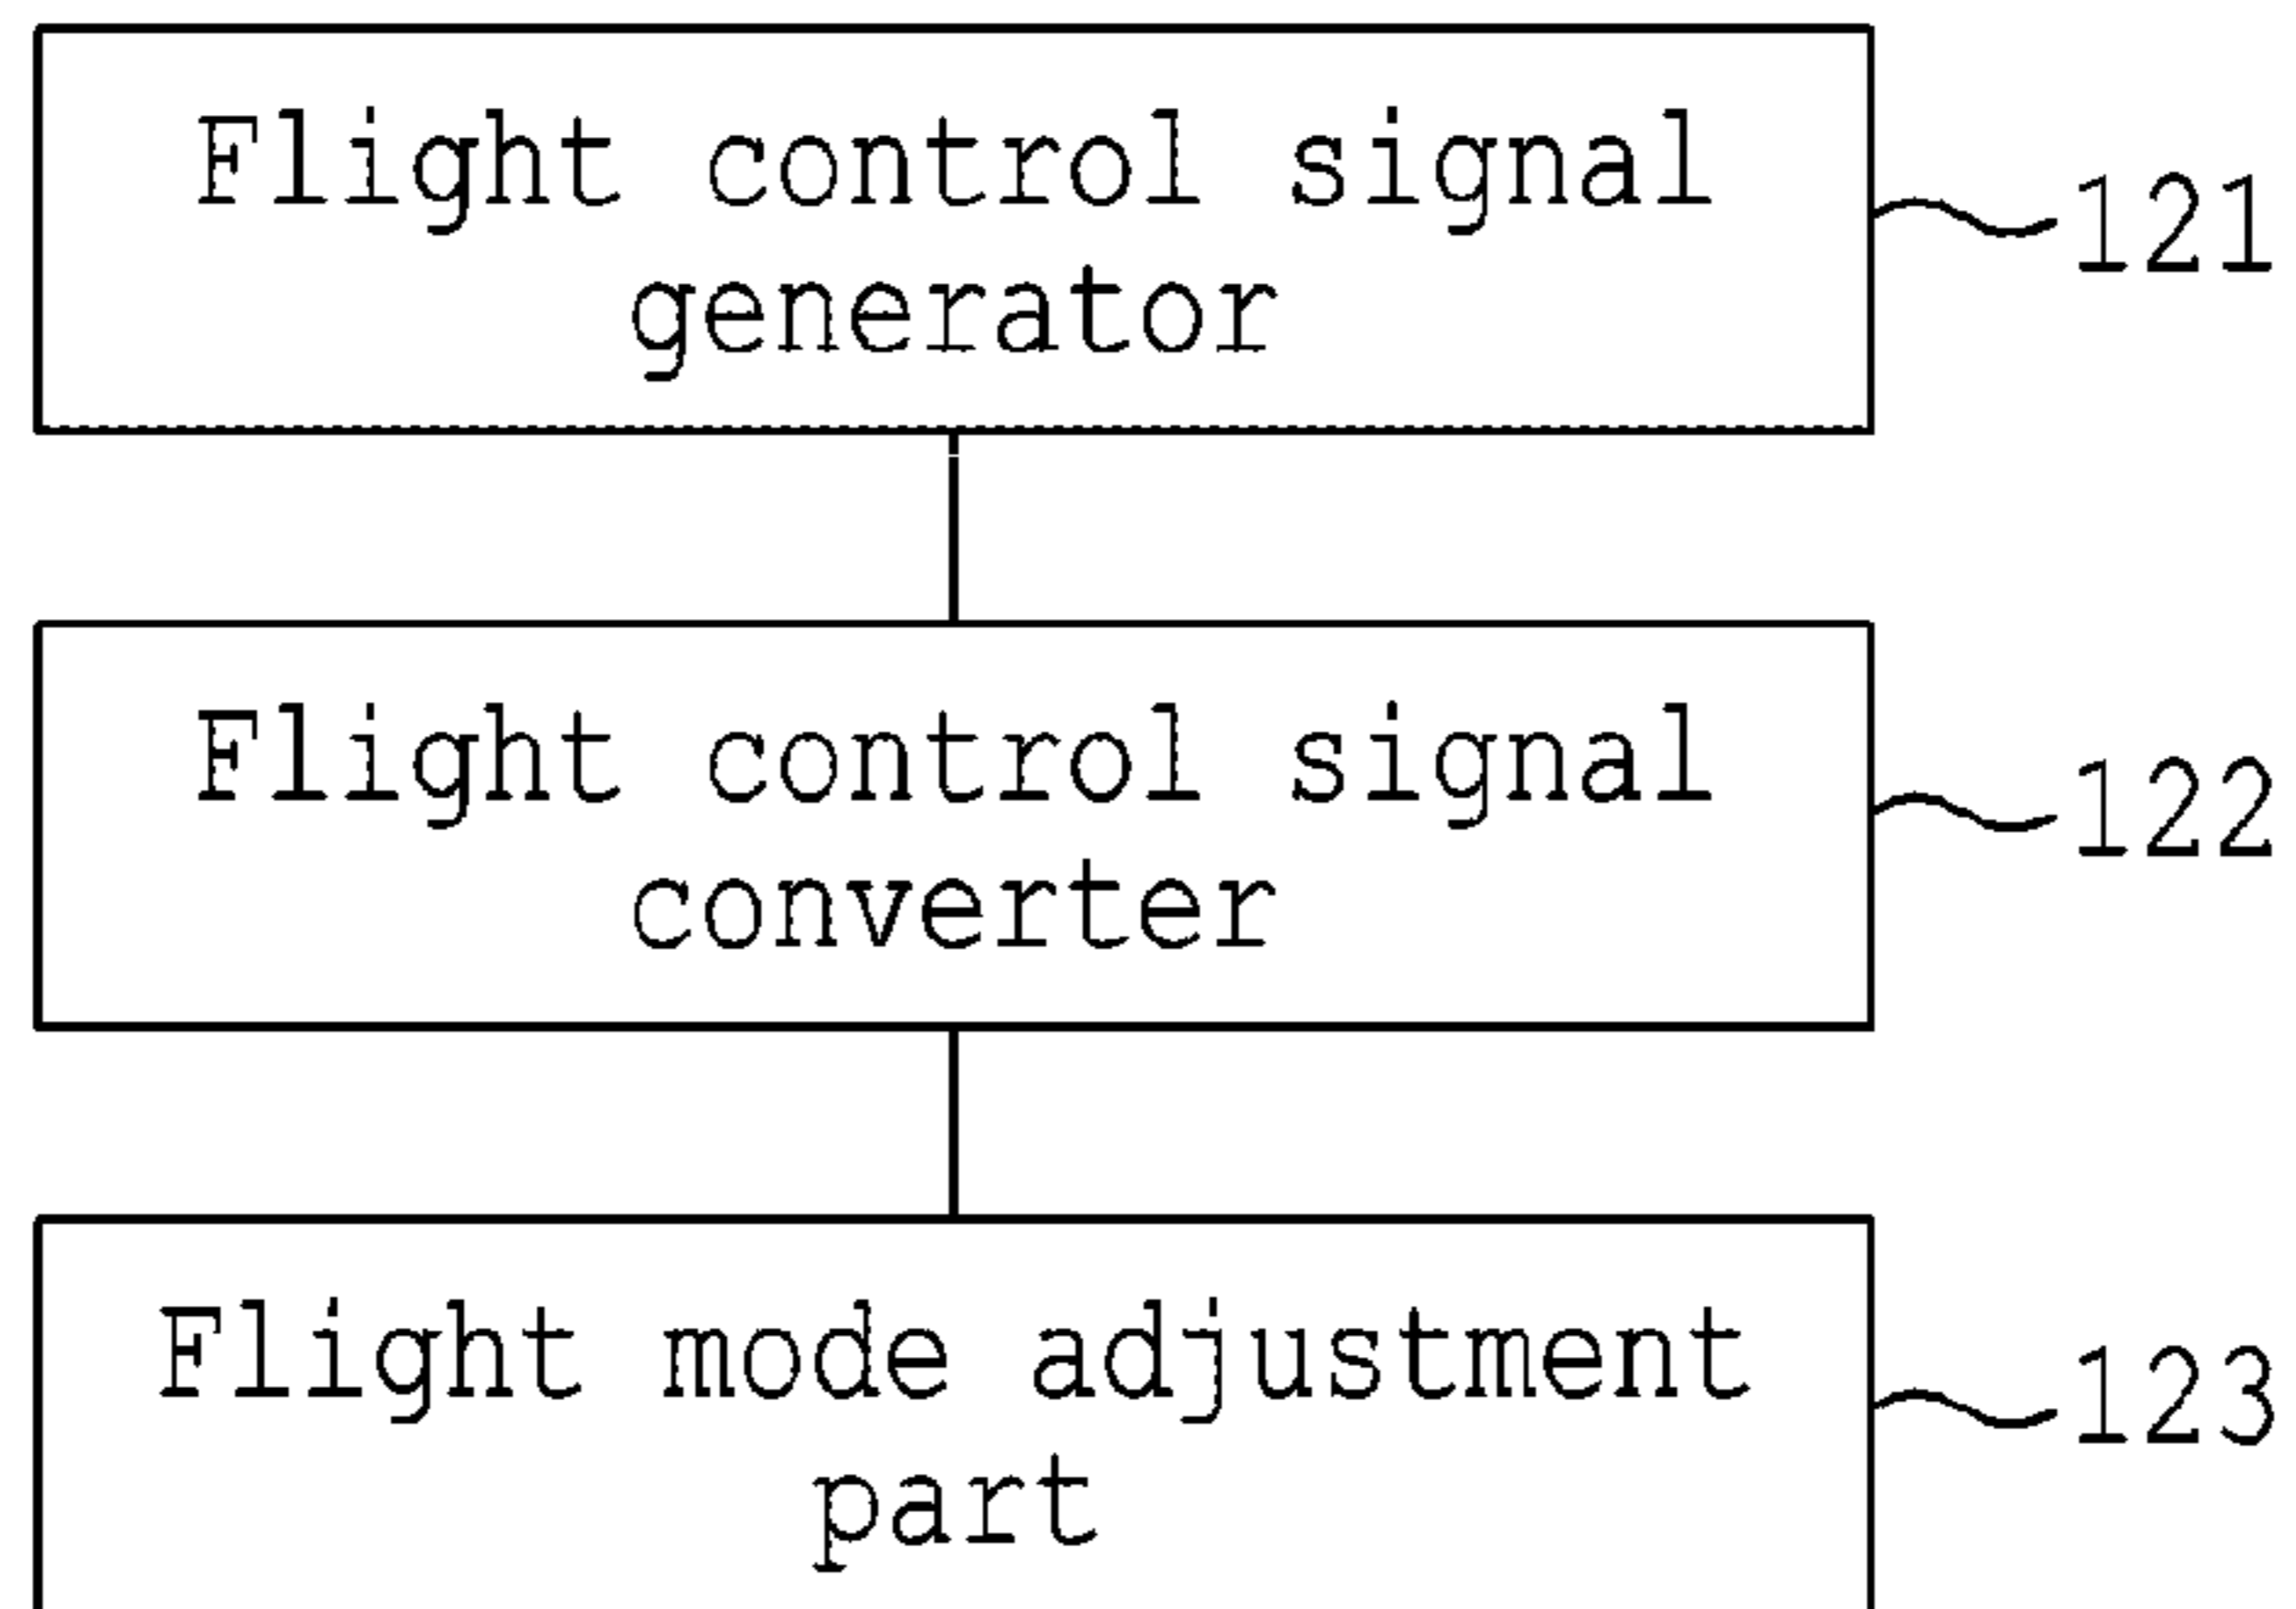 Flight control signal
generator
121
Flight control signal
converter
122
Flight mode adjustment
part
123